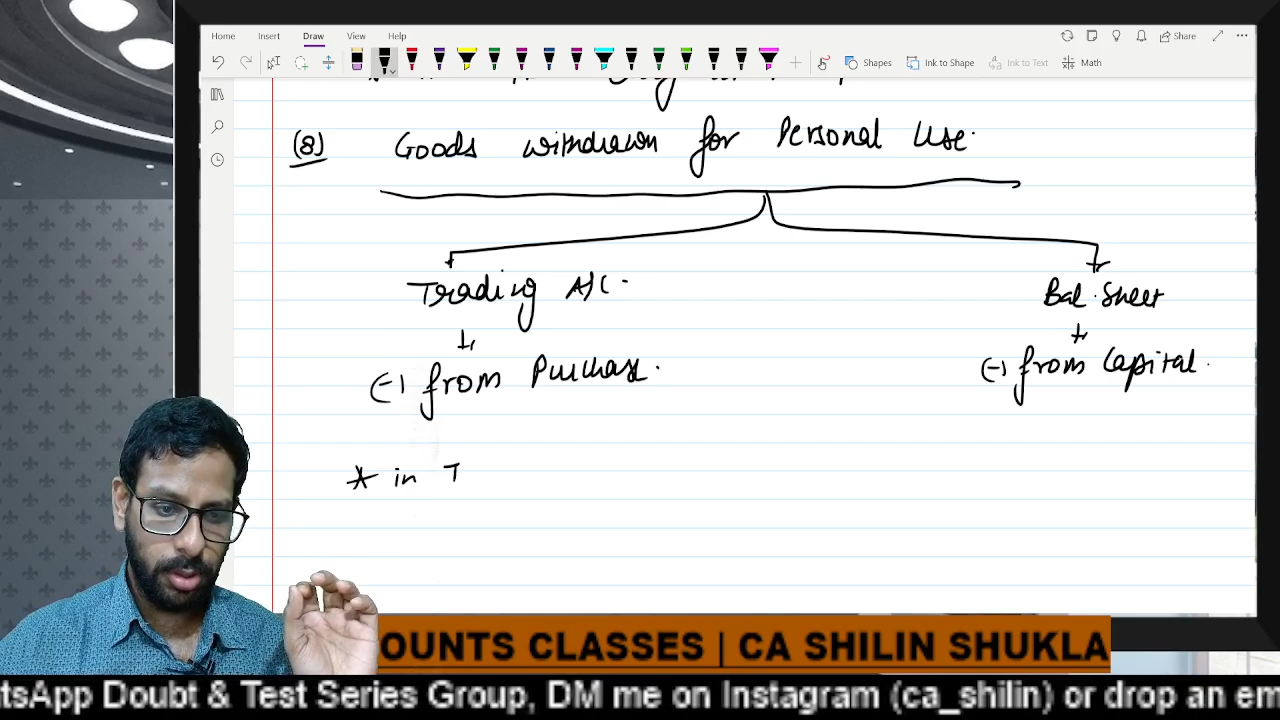 Home Insert Draw View Help
Share
Shapes Ink to Shape Ink to Text Math
(8) Goods withdrawn for Personal Use.
Trading A/C. Bal. Sheet
(-) from Purchase. (-) from Capital.
* in T
OUNTS CLASSES | CA SHILIN SHUKLA
tsApp Doubt & Test Series Group, DM me on Instagram (ca_shilin) or drop an em